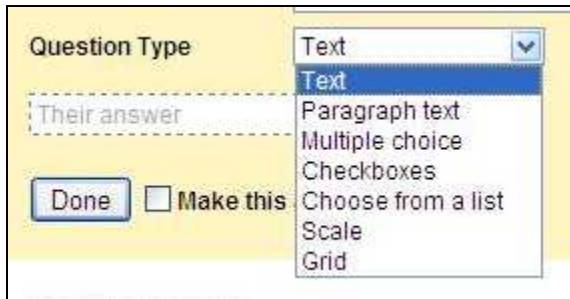 Question Type Text
Text
Their answer Paragraph text
Multiple choice
Checkboxes
Done Make this Choose from a list
Scale
Grid